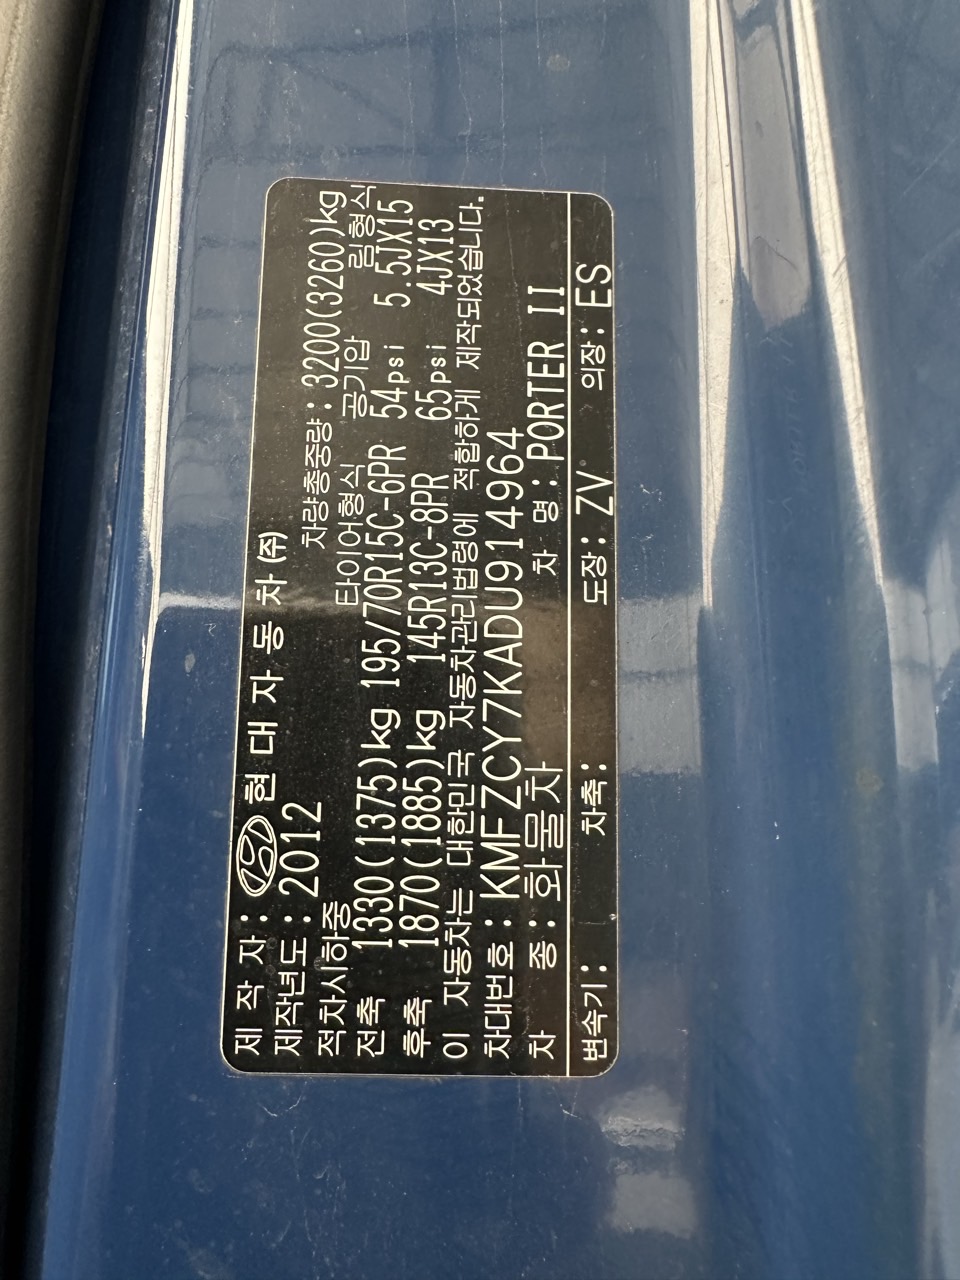 제 작 자 : 현 대 자 동 차 (주)
제작년도 : 2012 차량총중량 : 3200(3260)kg
적차시하중 타이어형식 공기압 림형식
전축 1330(1375)kg 195/70R15C-6PR 54psi 5.5JX15
후축 1870(1885)kg 145R13C-8PR 65psi 4JX13
이 자동차는 대한민국 자동차관리법령에 적합하게 제작되었습니다.
차대번호 : KMFZCY7KADU914964
차 종 : 화물차 차 명 : PORTER II
변속기 : 차축 : 도장 : ZV 의장 : ES